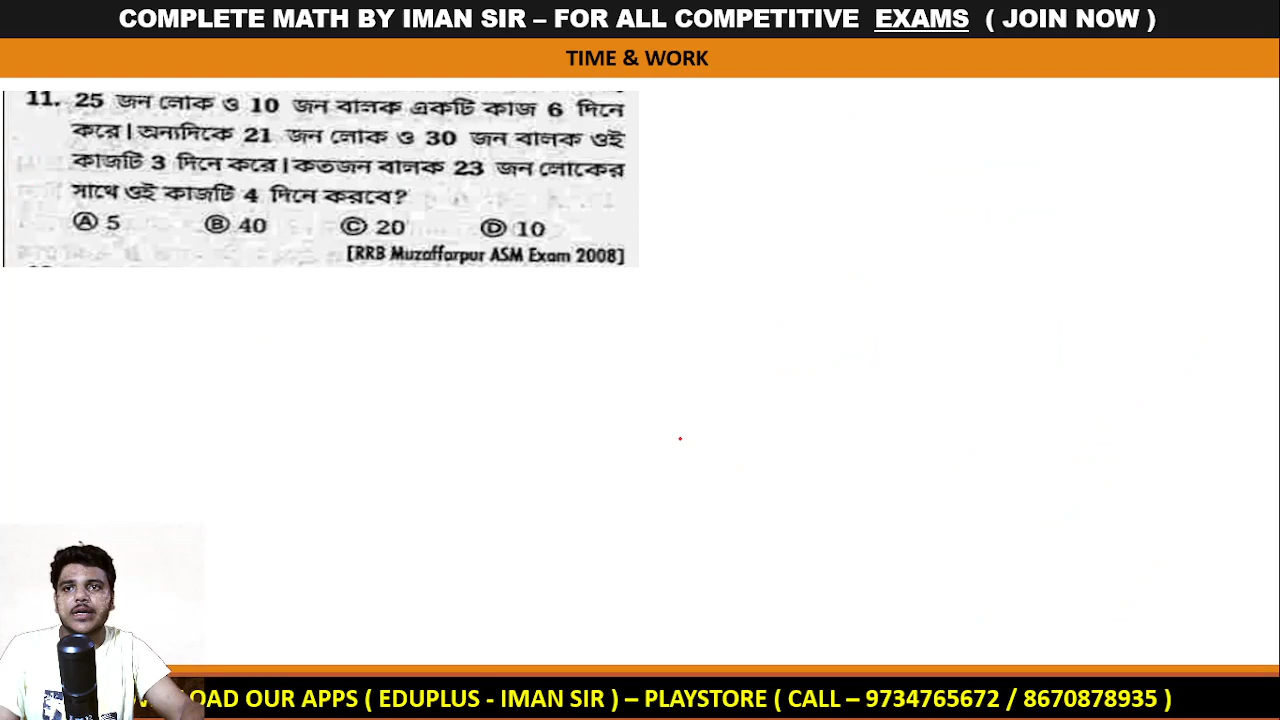 COMPLETE MATH BY IMAN SIR – FOR ALL COMPETITIVE EXAMS ( JOIN NOW )
TIME & WORK
11. 25 জন লোক ও 10 জন বালক একটি কাজ 6 দিনে
করে। অন্যদিকে 21 জন লোক ও 30 জন বালক ওই
কাজটি 3 দিনে করে। কতজন বালক 23 জন লোকের
সাথে ওই কাজটি 4 দিনে করবে?
Ⓐ 5 Ⓑ 40 Ⓒ 20 Ⓓ 10
[RRB Muzaffarpur ASM Exam 2008]
OAD OUR APPS ( EDUPLUS - IMAN SIR ) – PLAYSTORE ( CALL – 9734765672 / 8670878935 )